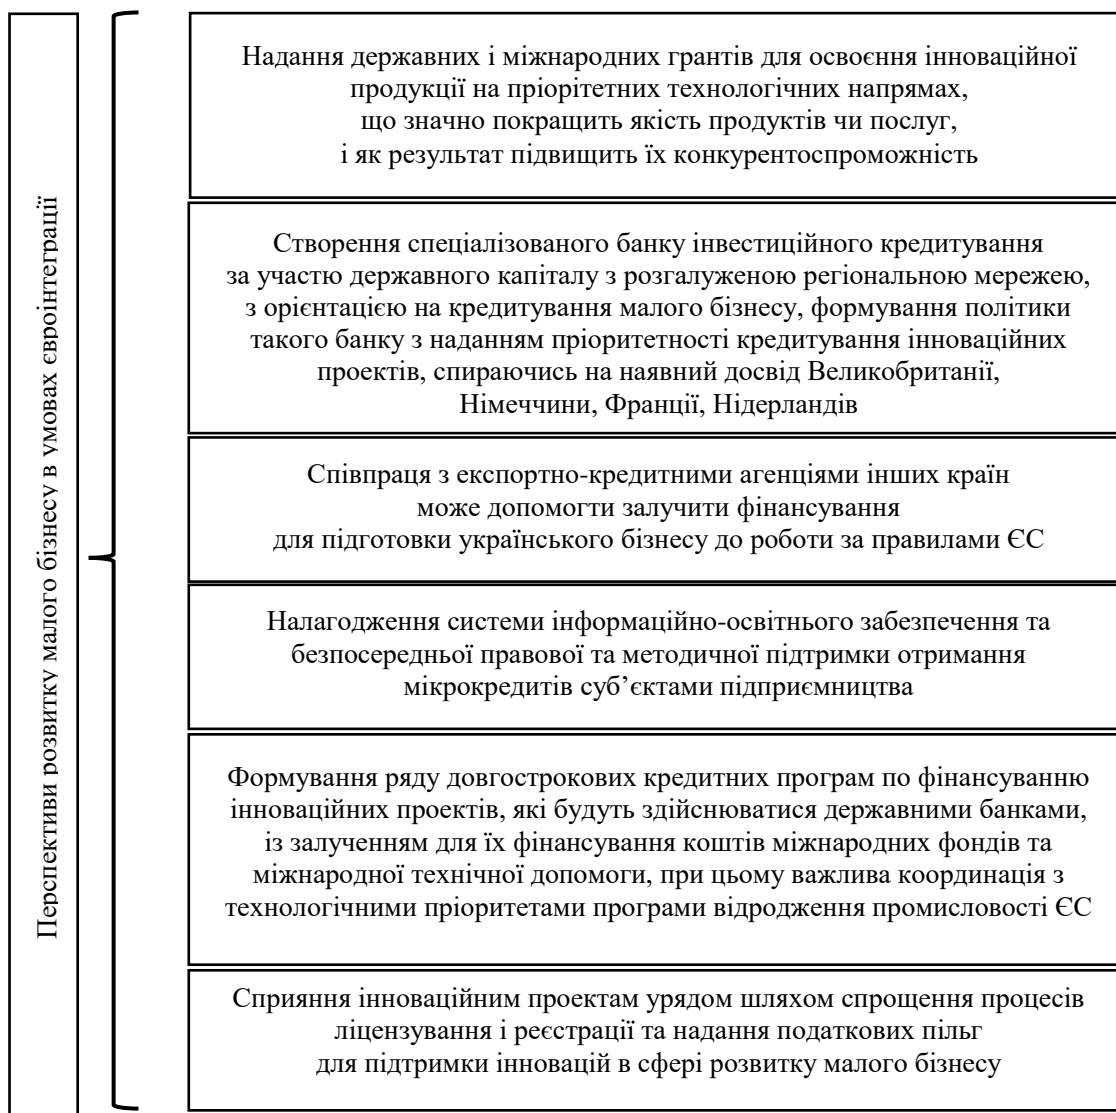 Перспективи розвитку малого бізнесу в умовах євроінтеграції
Надання державних і міжнародних грантів для освоєння інноваційної
продукції на пріорітетних технологічних напрямах,
що значно покращить якість продуктів чи послуг,
і як результат підвищить їх конкурентоспроможність
Створення спеціалізованого банку інвестиційного кредитування
за участю державного капіталу з розгалуженою регіональною мережею,
з орієнтацією на кредитування малого бізнесу, формування політики
такого банку з наданням пріоритетності кредитування інноваційних
проектів, спираючись на наявний досвід Великобританії,
Німеччини, Франції, Нідерландів
Співпраця з експортно-кредитними агенціями інших країн
може допомогти залучити фінансування
для підготовки українського бізнесу до роботи за правилами ЄС
Налагодження системи інформаційно-освітнього забезпечення та
безпосередньої правової та методичної підтримки отримання
мікрокредитів суб’єктами підприємництва
Формування ряду довгострокових кредитних програм по фінансуванню
інноваційних проектів, які будуть здійснюватися державними банками,
із залученням для їх фінансування коштів міжнародних фондів та
міжнародної технічної допомоги, при цьому важлива координація з
технологічними пріоритетами програми відродження промисловості ЄС
Сприяння інноваційним проектам урядом шляхом спрощення процесів
ліцензування і реєстрації та надання податкових пільг
для підтримки інновацій в сфері розвитку малого бізнесу